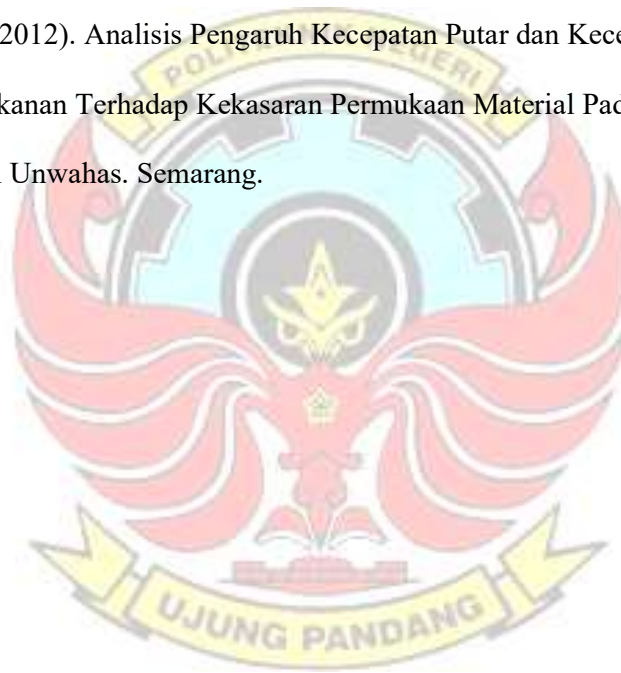 2012). Analisis Pengaruh Kecepatan Putar dan Kece
kanan Terhadap Kekasaran Permukaan Material Pad
Unwahas. Semarang.
UJUNG PANDANG